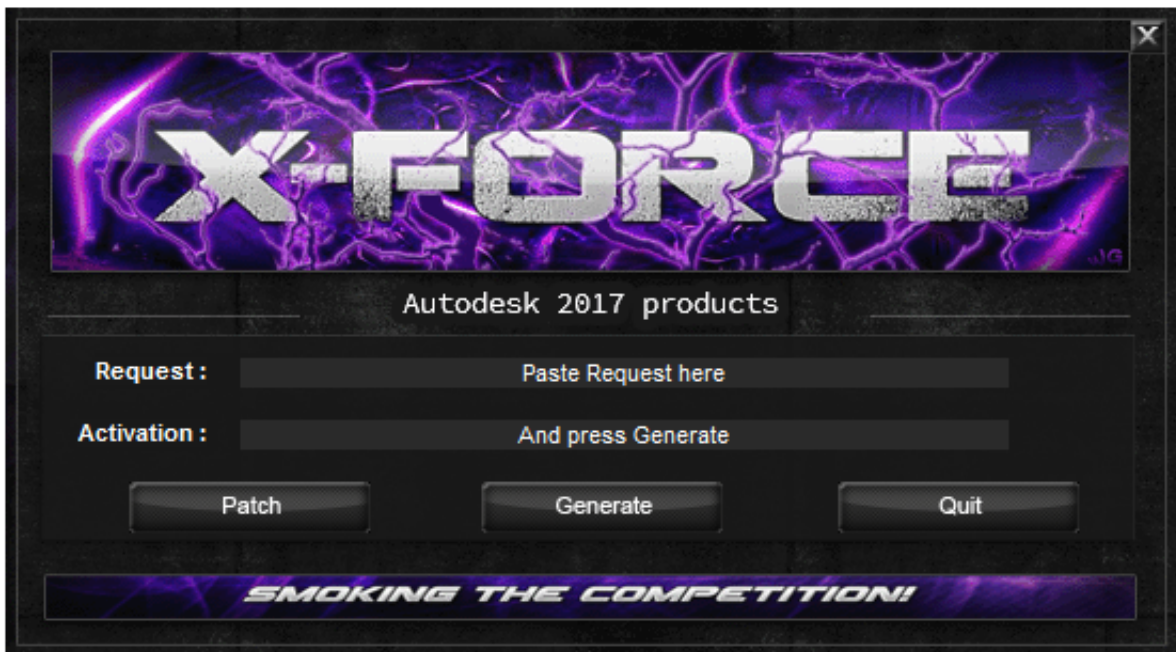 X
X-FORCE
JG
Autodesk 2017 products
Request : Paste Request here
Activation : And press Generate
Patch Generate Quit
SMOKING THE COMPETITION!